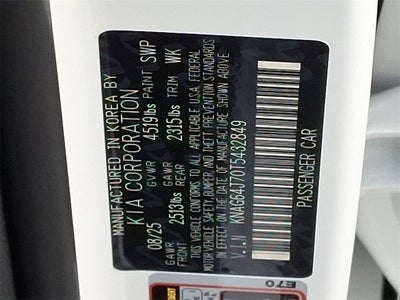 MANUFACTURED IN KOREA BY
KIA CORPORATION
08/25 GVWR 4519lbs PAINT SWP
GAWR FRONT 2513lbs GAWR REAR 2315lbs TRIM WK
THIS VEHICLE CONFORMS TO ALL APPLICABLE U.S.A. FEDERAL
MOTOR VEHICLE SAFETY, BUMPER, AND THEFT PREVENTION STANDARDS
IN EFFECT ON THE DATE OF MANUFACTURE SHOWN ABOVE.
V.I.N: KNAG64J70T5432849
PASSENGER CAR
E70